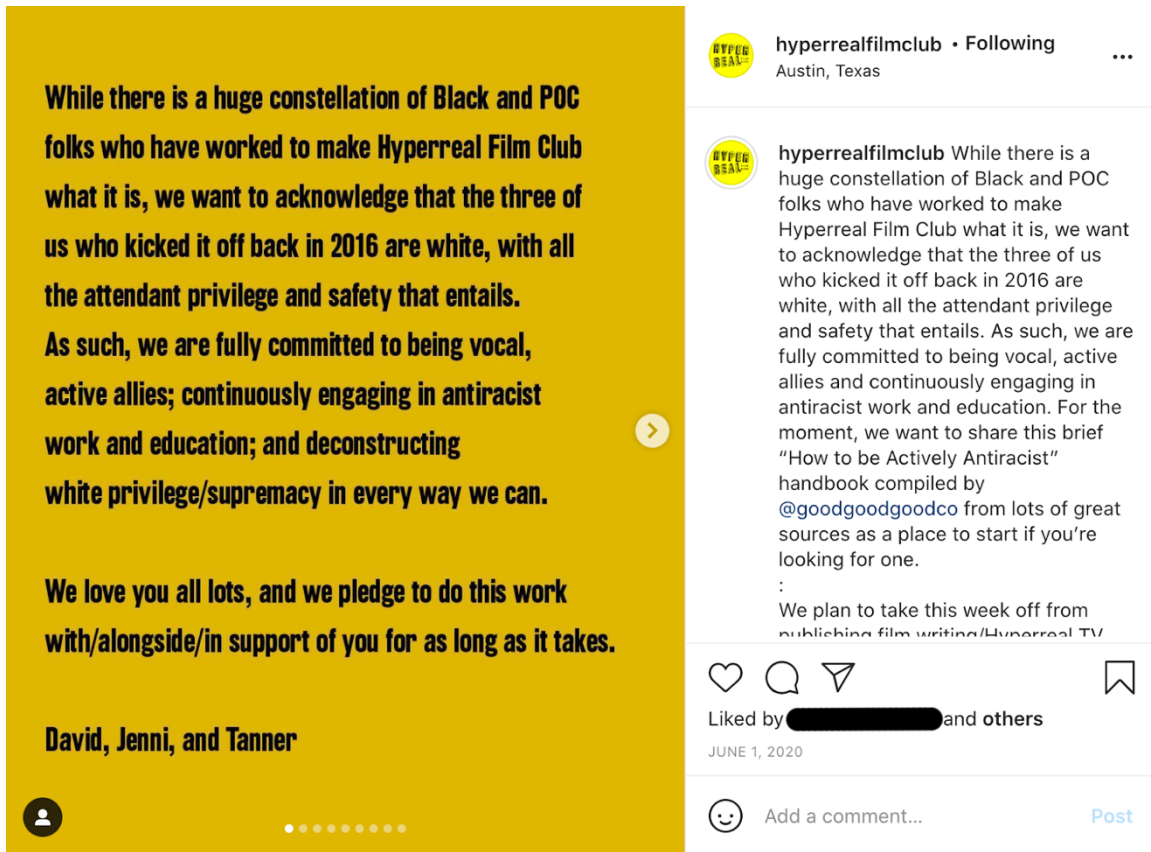 While there is a huge constellation of Black and POC
folks who have worked to make Hyperreal Film Club
what it is, we want to acknowledge that the three of
us who kicked it off back in 2016 are white, with all
the attendant privilege and safety that entails.
As such, we are fully committed to being vocal,
active allies; continuously engaging in antiracist
work and education; and deconstructing
white privilege/supremacy in every way we can.
We love you all lots, and we pledge to do this work
with/alongside/in support of you for as long as it takes.
David, Jenni, and Tanner
HYPER
REAL
hyperrealfilmclub • Following
Austin, Texas
HYPER
REAL
hyperrealfilmclub While there is a
huge constellation of Black and POC
folks who have worked to make
Hyperreal Film Club what it is, we want
to acknowledge that the three of us
who kicked it off back in 2016 are
white, with all the attendant privilege
and safety that entails. As such, we are
fully committed to being vocal, active
allies and continuously engaging in
antiracist work and education. For the
moment, we want to share this brief
“How to be Actively Antiracist”
handbook compiled by
@goodgoodgoodco from lots of great
sources as a place to start if you’re
looking for one.
:
We plan to take this week off from
publishing film writing/Hyperreal TV
Liked by and others
JUNE 1, 2020
Add a comment...
Post